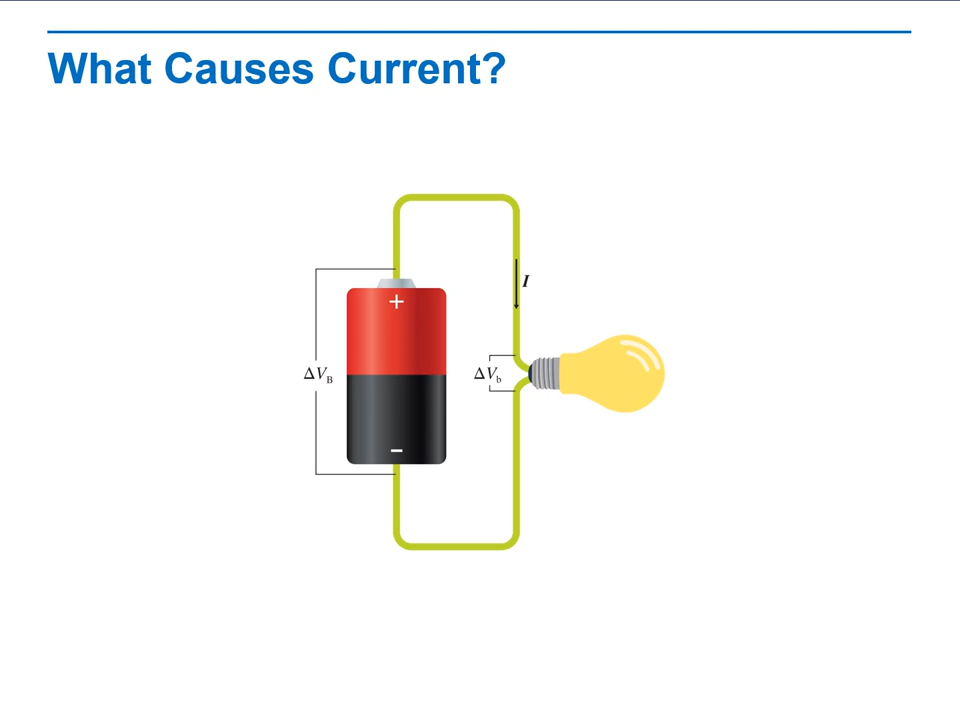 What Causes Current?
I
+
ΔV_B
ΔV_b
−